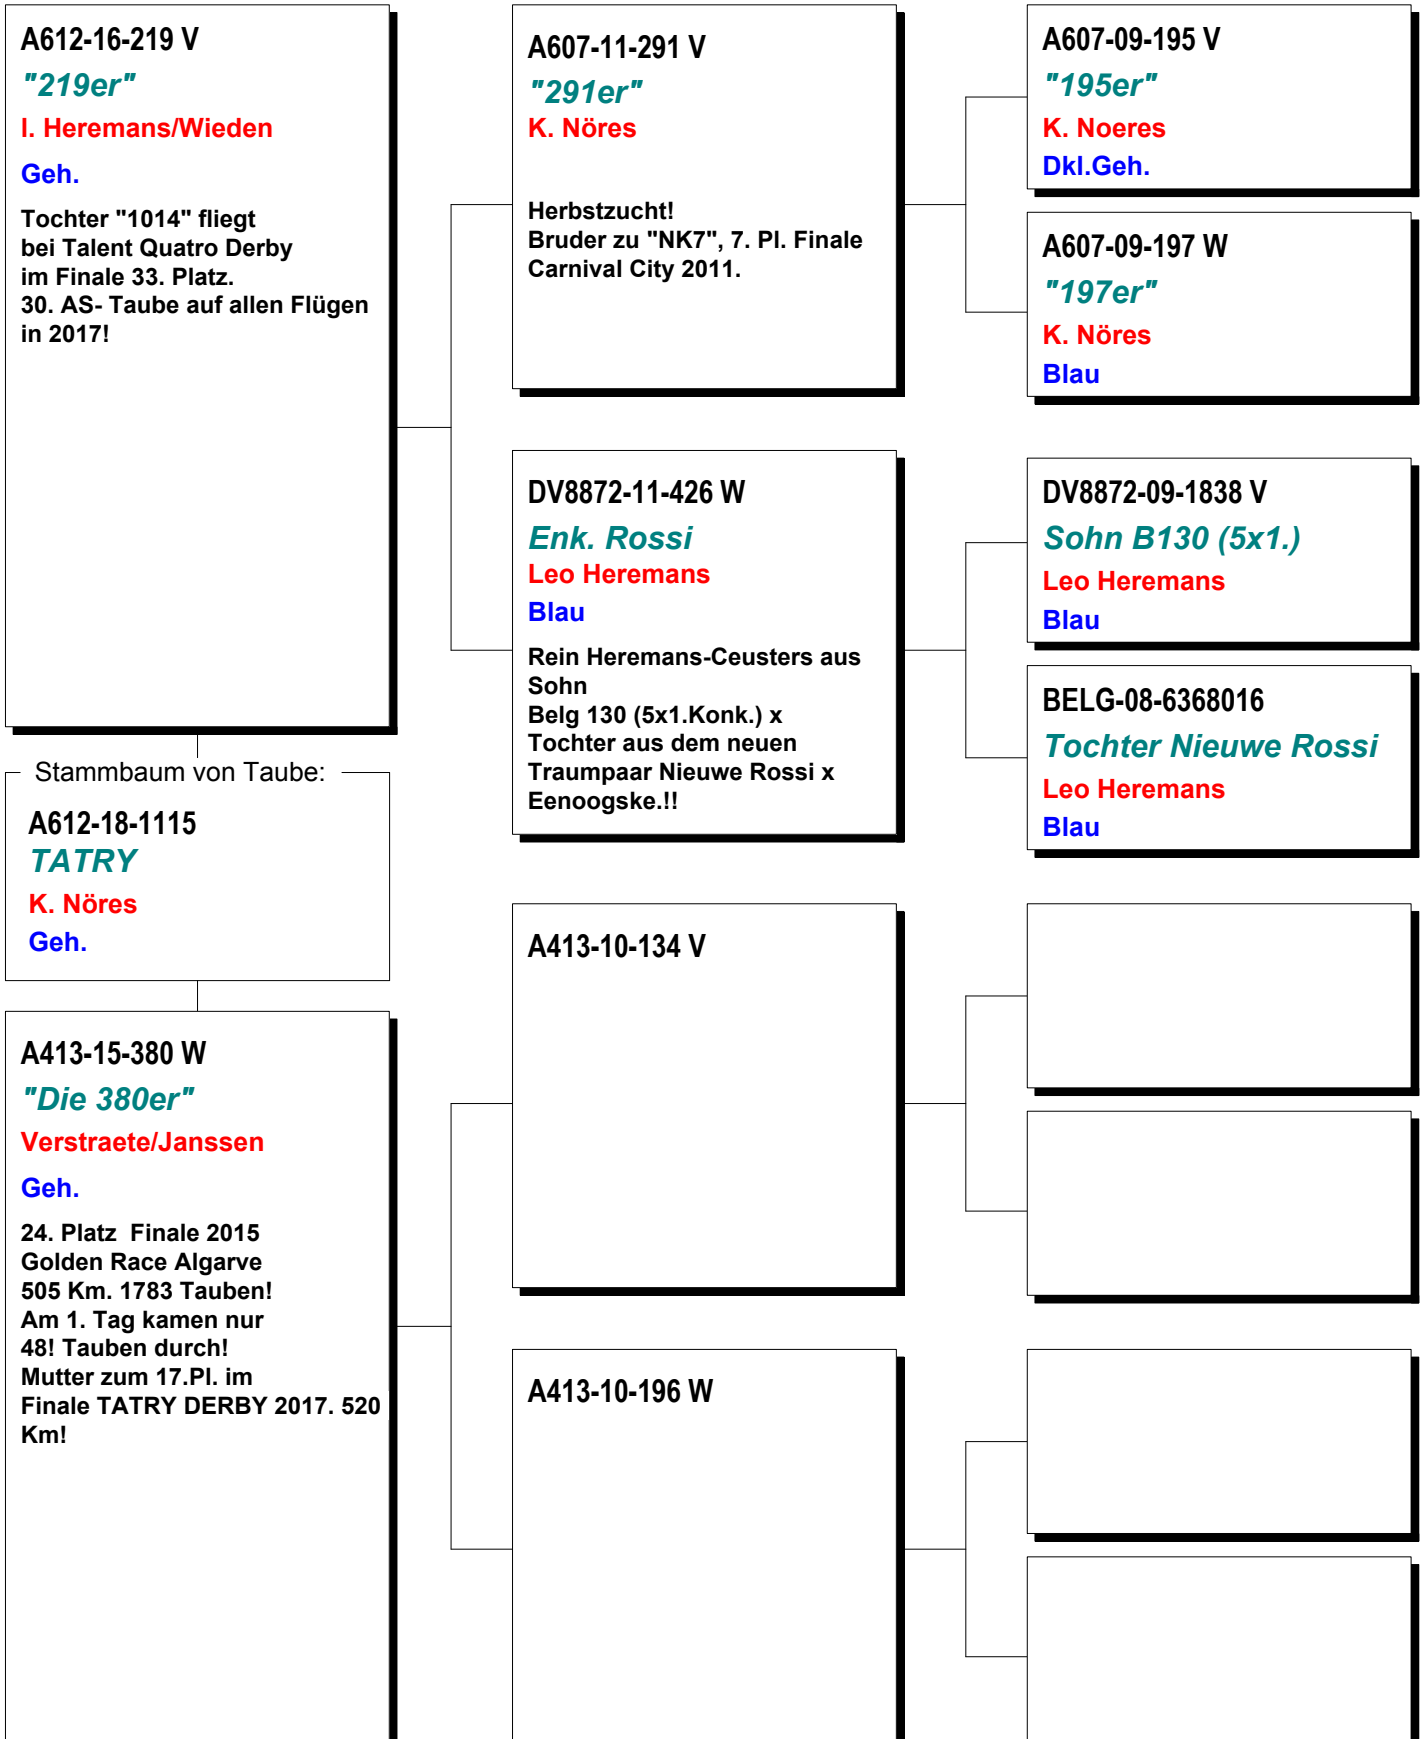 A612-16-219 V
"219er"
I. Heremans/Wieden
Geh.
Tochter "1014" fliegt
bei Talent Quatro Derby
im Finale 33. Platz.
30. AS- Taube auf allen Flügen
in 2017!
Stammbaum von Taube:
A612-18-1115
TATRY
K. Nöres
Geh.
A413-15-380 W
"Die 380er"
Verstraete/Janssen
Geh.
24. Platz  Finale 2015
Golden Race Algarve
505 Km. 1783 Tauben!
Am 1. Tag kamen nur
48! Tauben durch!
Mutter zum 17.Pl. im
Finale TATRY DERBY 2017. 520
Km!
A607-11-291 V
"291er"
K. Nöres
Herbstzucht!
Bruder zu "NK7", 7. Pl. Finale
Carnival City 2011.
DV8872-11-426 W
Enk. Rossi
Leo Heremans
Blau
Rein Heremans-Ceusters aus
Sohn
Belg 130 (5x1.Konk.) x
Tochter aus dem neuen
Traumpaar Nieuwe Rossi x
Eenoogske.!!
A413-10-134 V
A413-10-196 W
A607-09-195 V
"195er"
K. Noeres
Dkl.Geh.
A607-09-197 W
"197er"
K. Nöres
Blau
DV8872-09-1838 V
Sohn B130 (5x1.)
Leo Heremans
Blau
BELG-08-6368016
Tochter Nieuwe Rossi
Leo Heremans
Blau